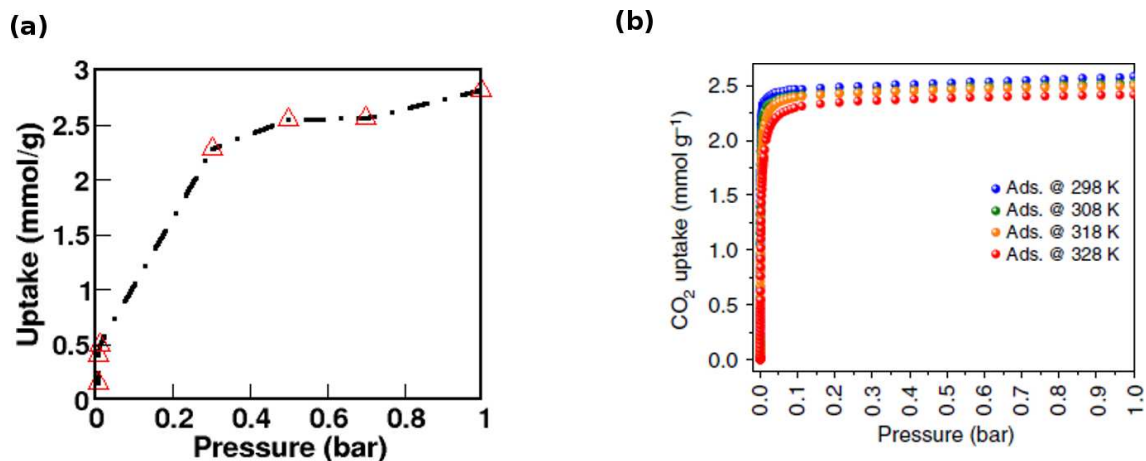 (a)
3
2.5
2
1.5
1
0.5
0
0 0.2 0.4 0.6 0.8 1
Uptake (mmol/g)
Pressure (bar)
(b)
2.5
2.0
1.5
1.0
0.5
0.0
CO₂ uptake (mmol g⁻¹)
Ads. @ 298 K
Ads. @ 308 K
Ads. @ 318 K
Ads. @ 328 K
0.0 0.1 0.2 0.3 0.4 0.5 0.6 0.7 0.8 0.9 1.0
Pressure (bar)